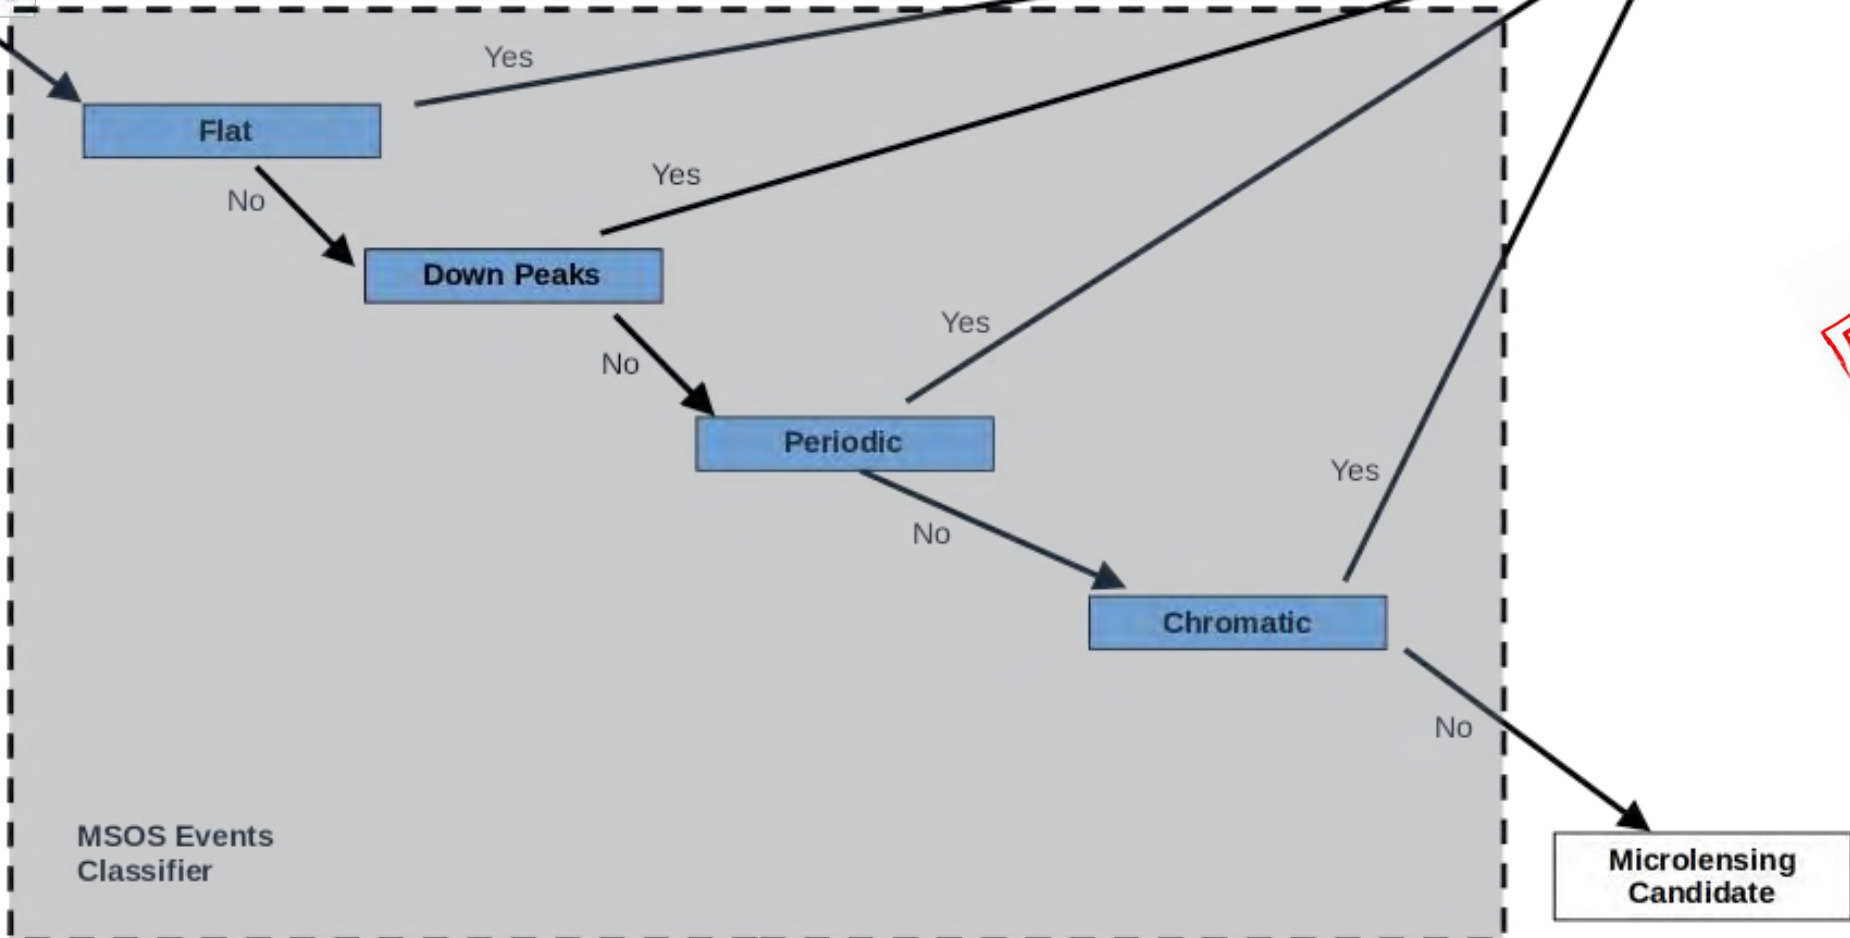 Yes
Flat
Yes
No
Down Peaks
Yes
No
Periodic
Yes
No
Chromatic
No
MSOS Events
Classifier
Microlensing
Candidate